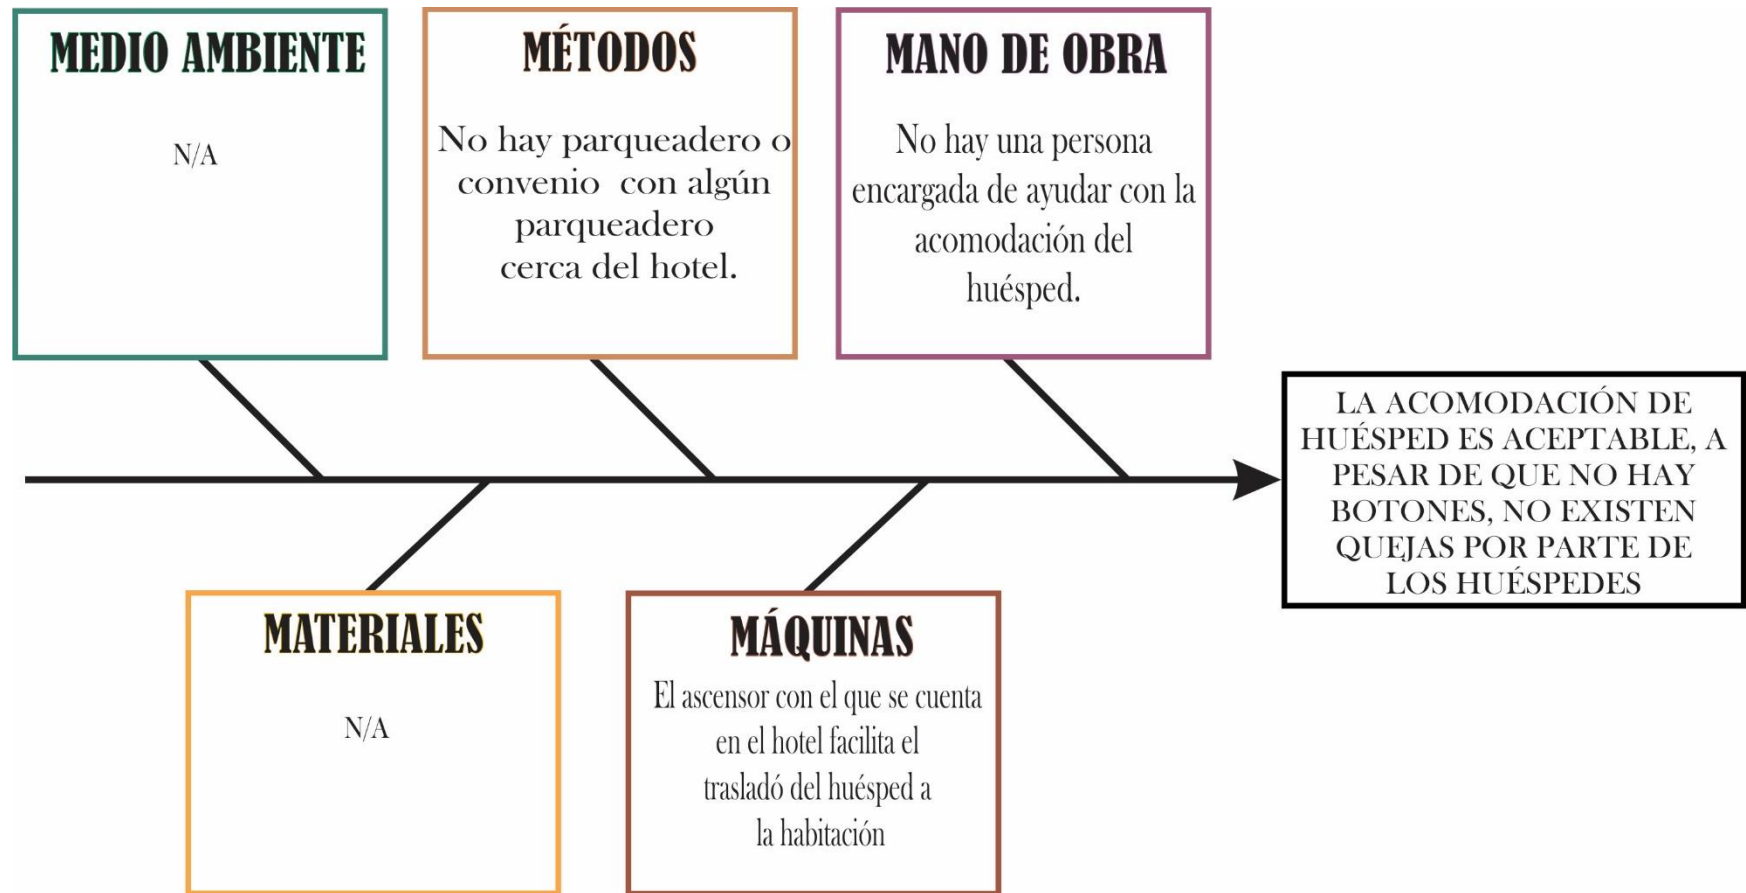 MEDIO AMBIENTE
N/A
MÉTODOS
No hay parqueadero o
convenio con algún
parqueadero
cerca del hotel.
MANO DE OBRA
No hay una persona
encargada de ayudar con la
acomodación del
huésped.
LA ACOMODACIÓN DE
HUÉSPED ES ACEPTABLE, A
PESAR DE QUE NO HAY
BOTONES, NO EXISTEN
QUEJAS POR PARTE DE
LOS HUÉSPEDES
MATERIALES
N/A
MÁQUINAS
El ascensor con el que se cuenta
en el hotel facilita el
trasladó del huésped a
la habitación